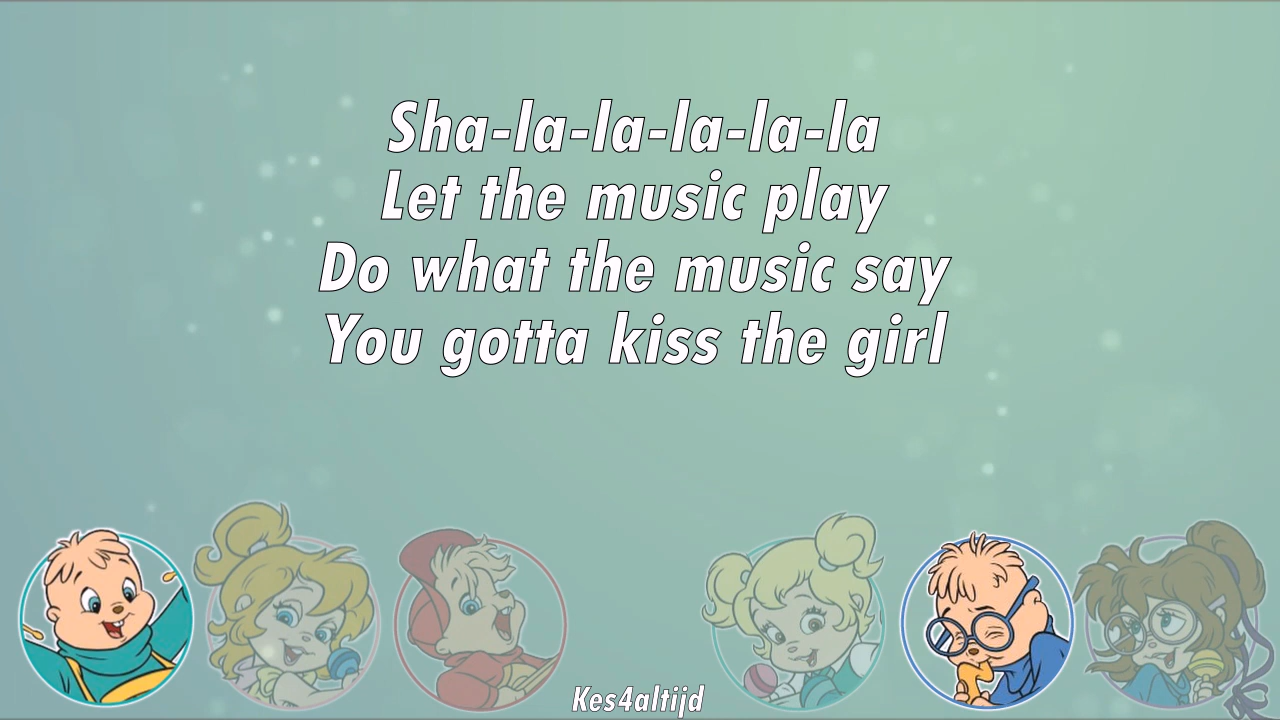 Sha-la-la-la-la-la
Let the music play
Do what the music say
You gotta kiss the girl
Kes4altijd